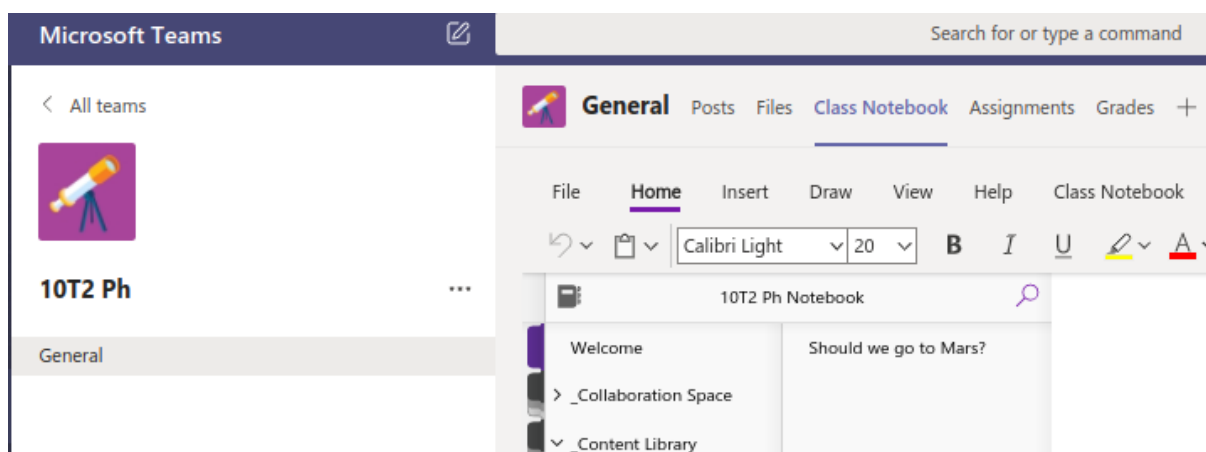 Microsoft Teams
Search for or type a command
All teams
General Posts Files Class Notebook Assignments Grades +
File Home Insert Draw View Help Class Notebook
Calibri Light 20 B I U A
10T2 Ph
...
10T2 Ph Notebook
General
Welcome
Should we go to Mars?
_Collaboration Space
_Content Library